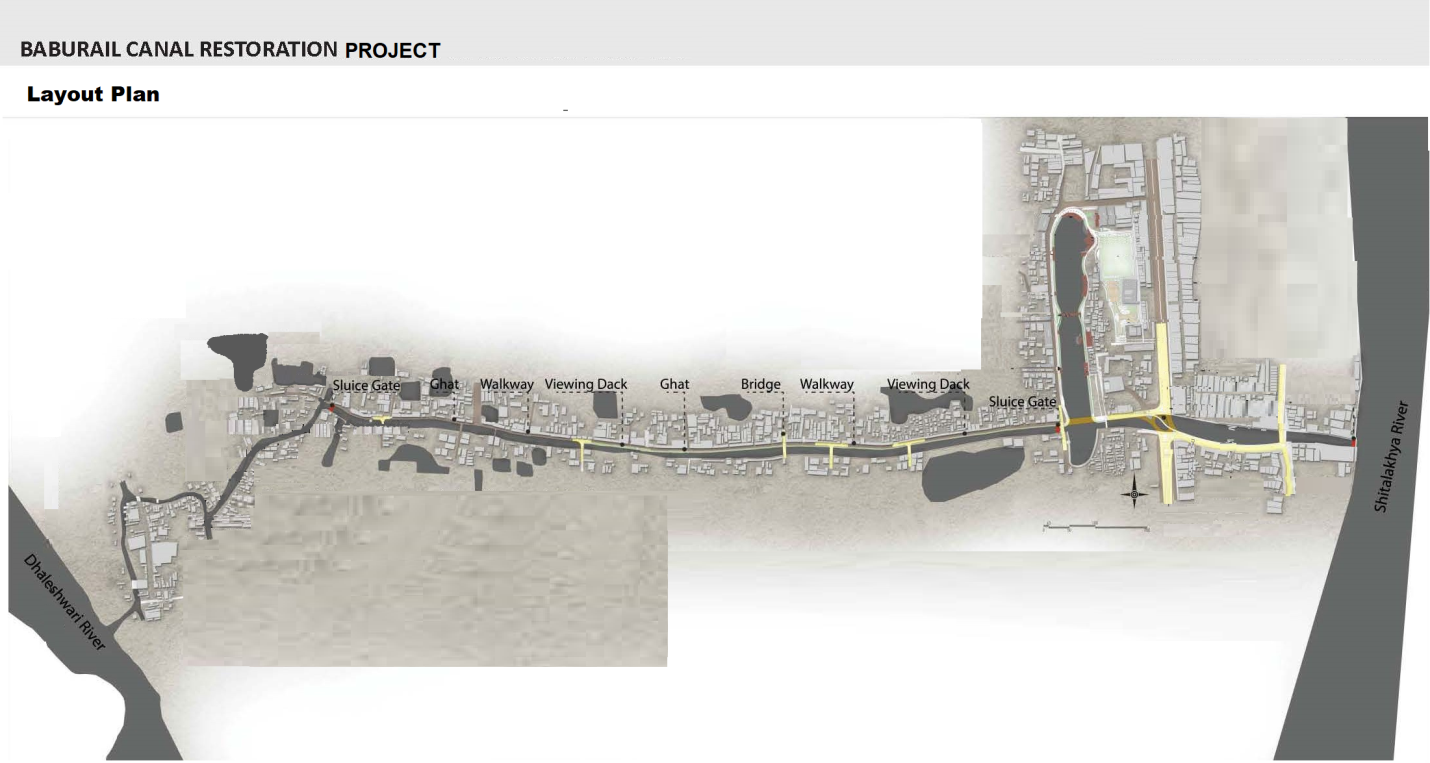 BABURAIL CANAL RESTORATION PROJECT
Layout Plan
Sluice Gate
Ghat
Walkway
Viewing Dack
Ghat
Bridge
Walkway
Viewing Dack
Sluice Gate
Dhaleshwari River
Shitalakhya River